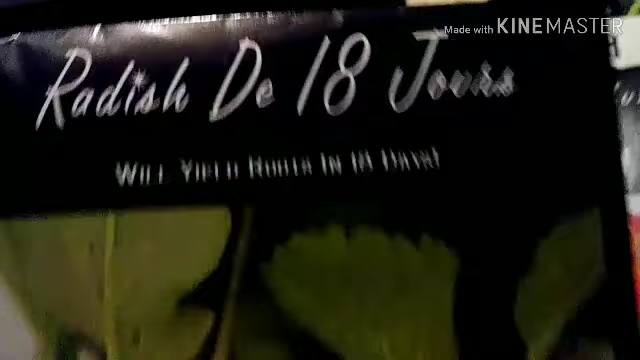 Made with KINEMASTER
Radish De 18 Jours
WILL YIELD ROOTS IN 18 DAYS!